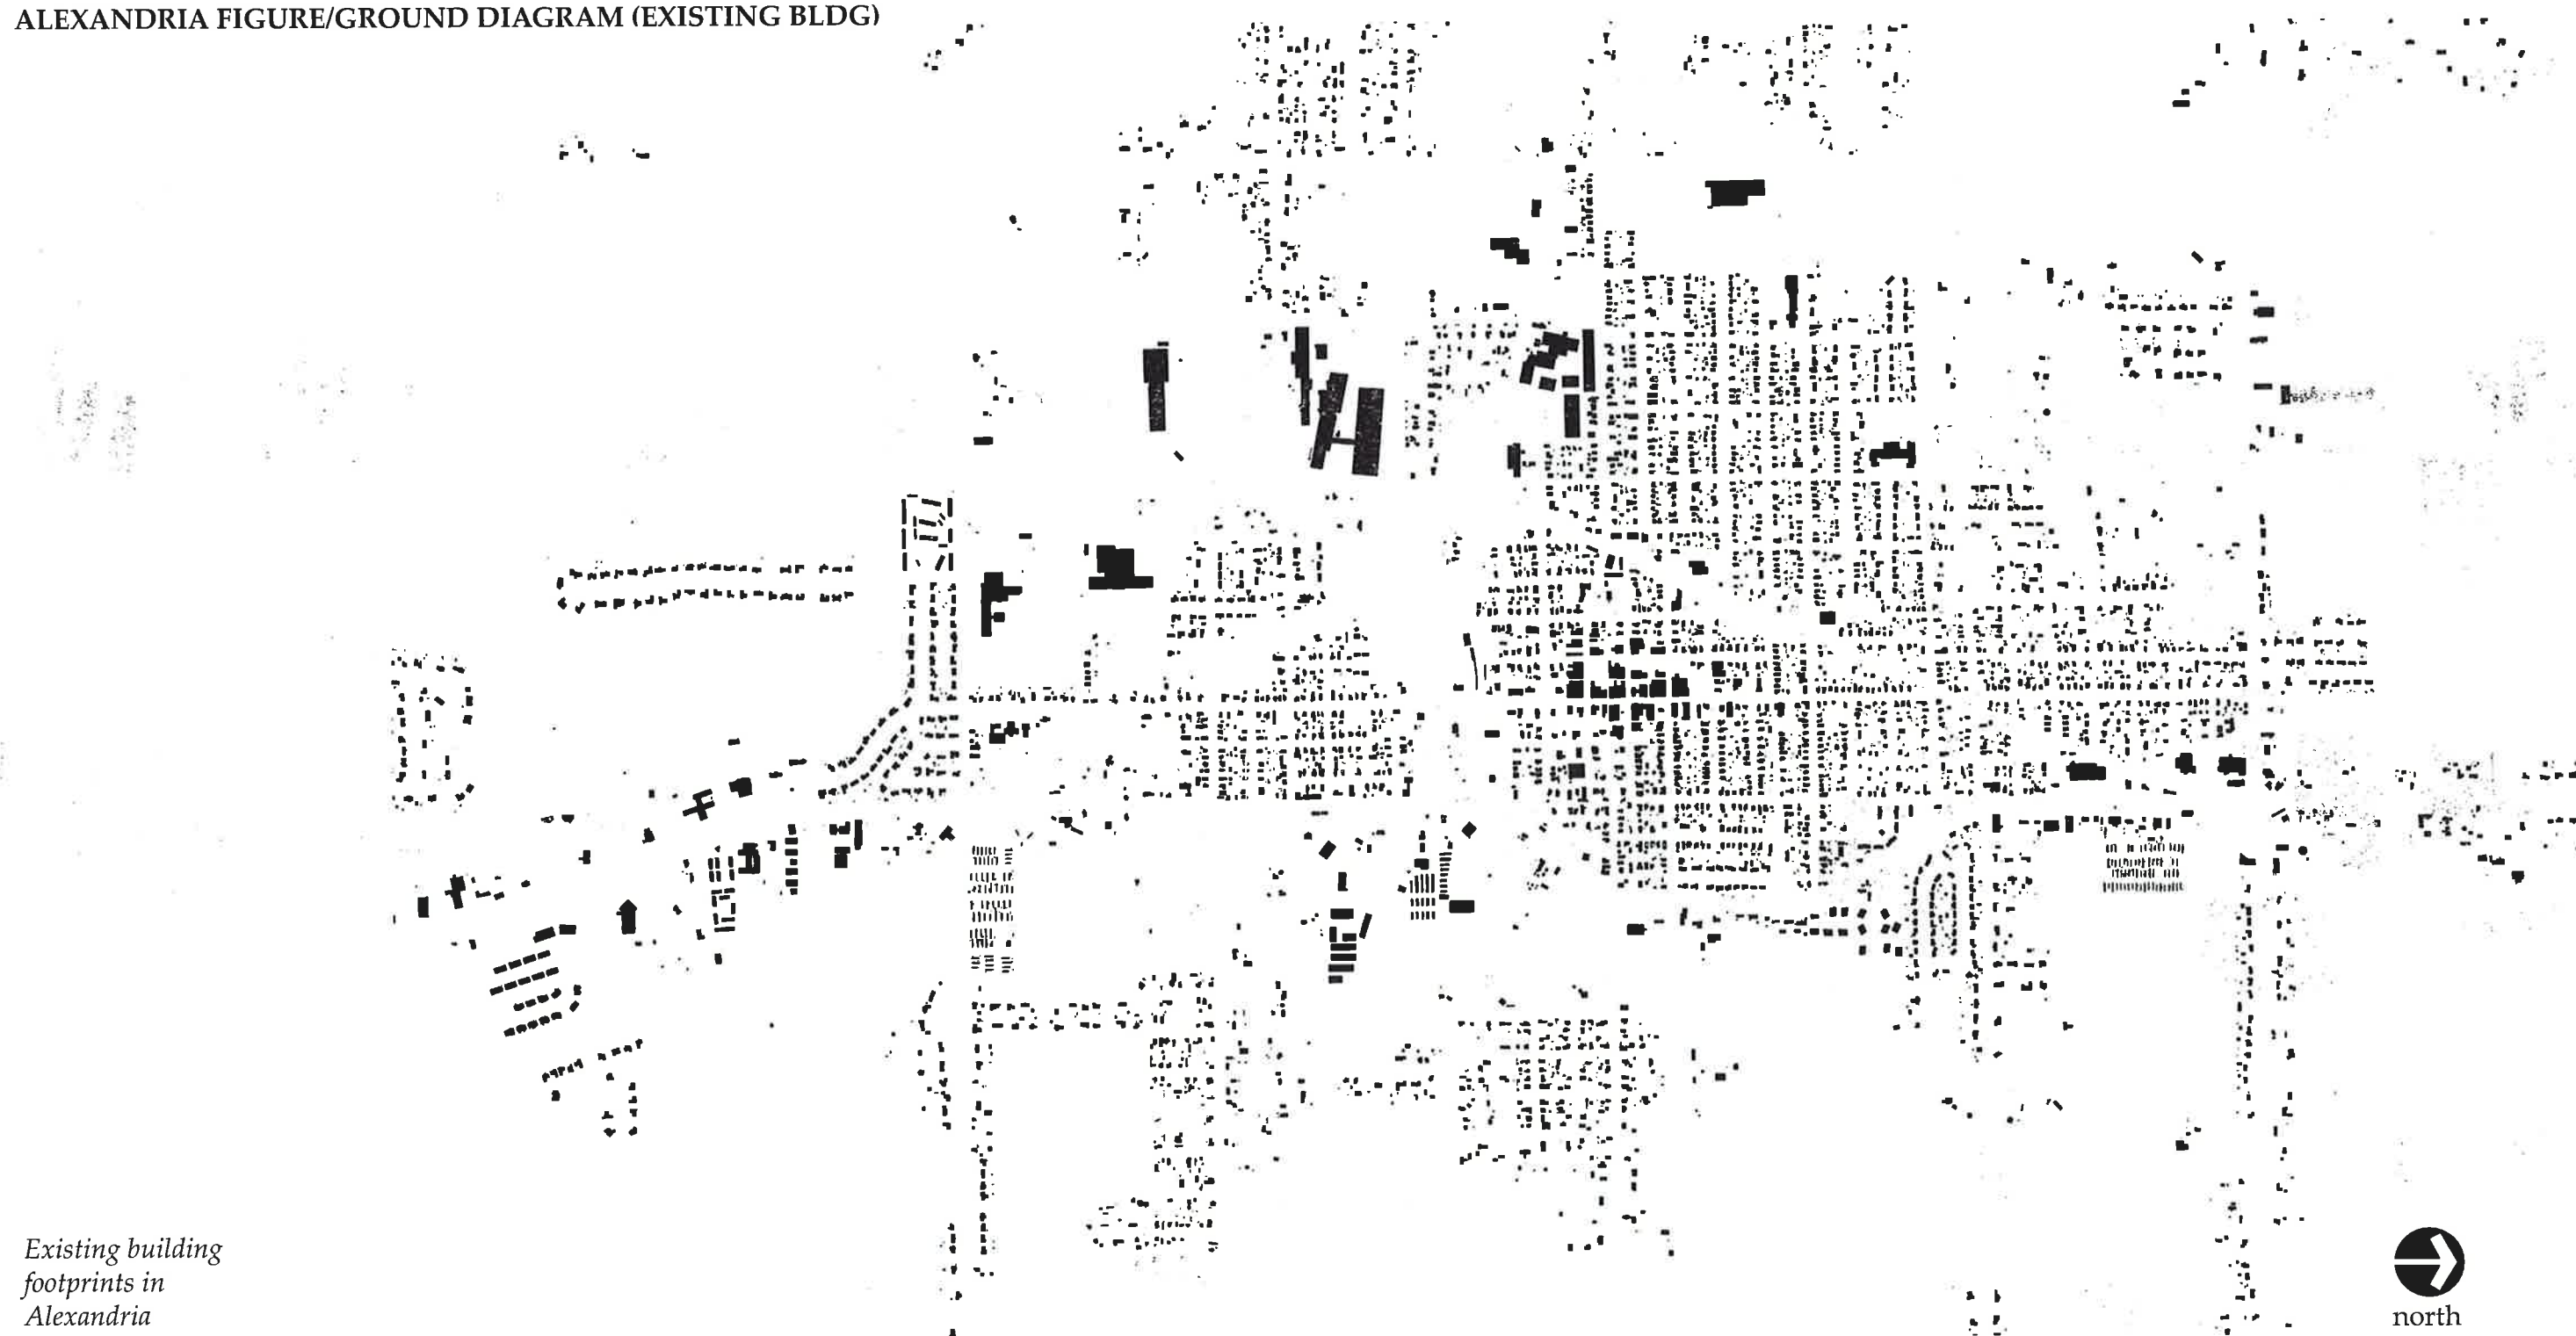 ALEXANDRIA FIGURE/GROUND DIAGRAM (EXISTING BLDG)
Existing building
footprints in
Alexandria
north